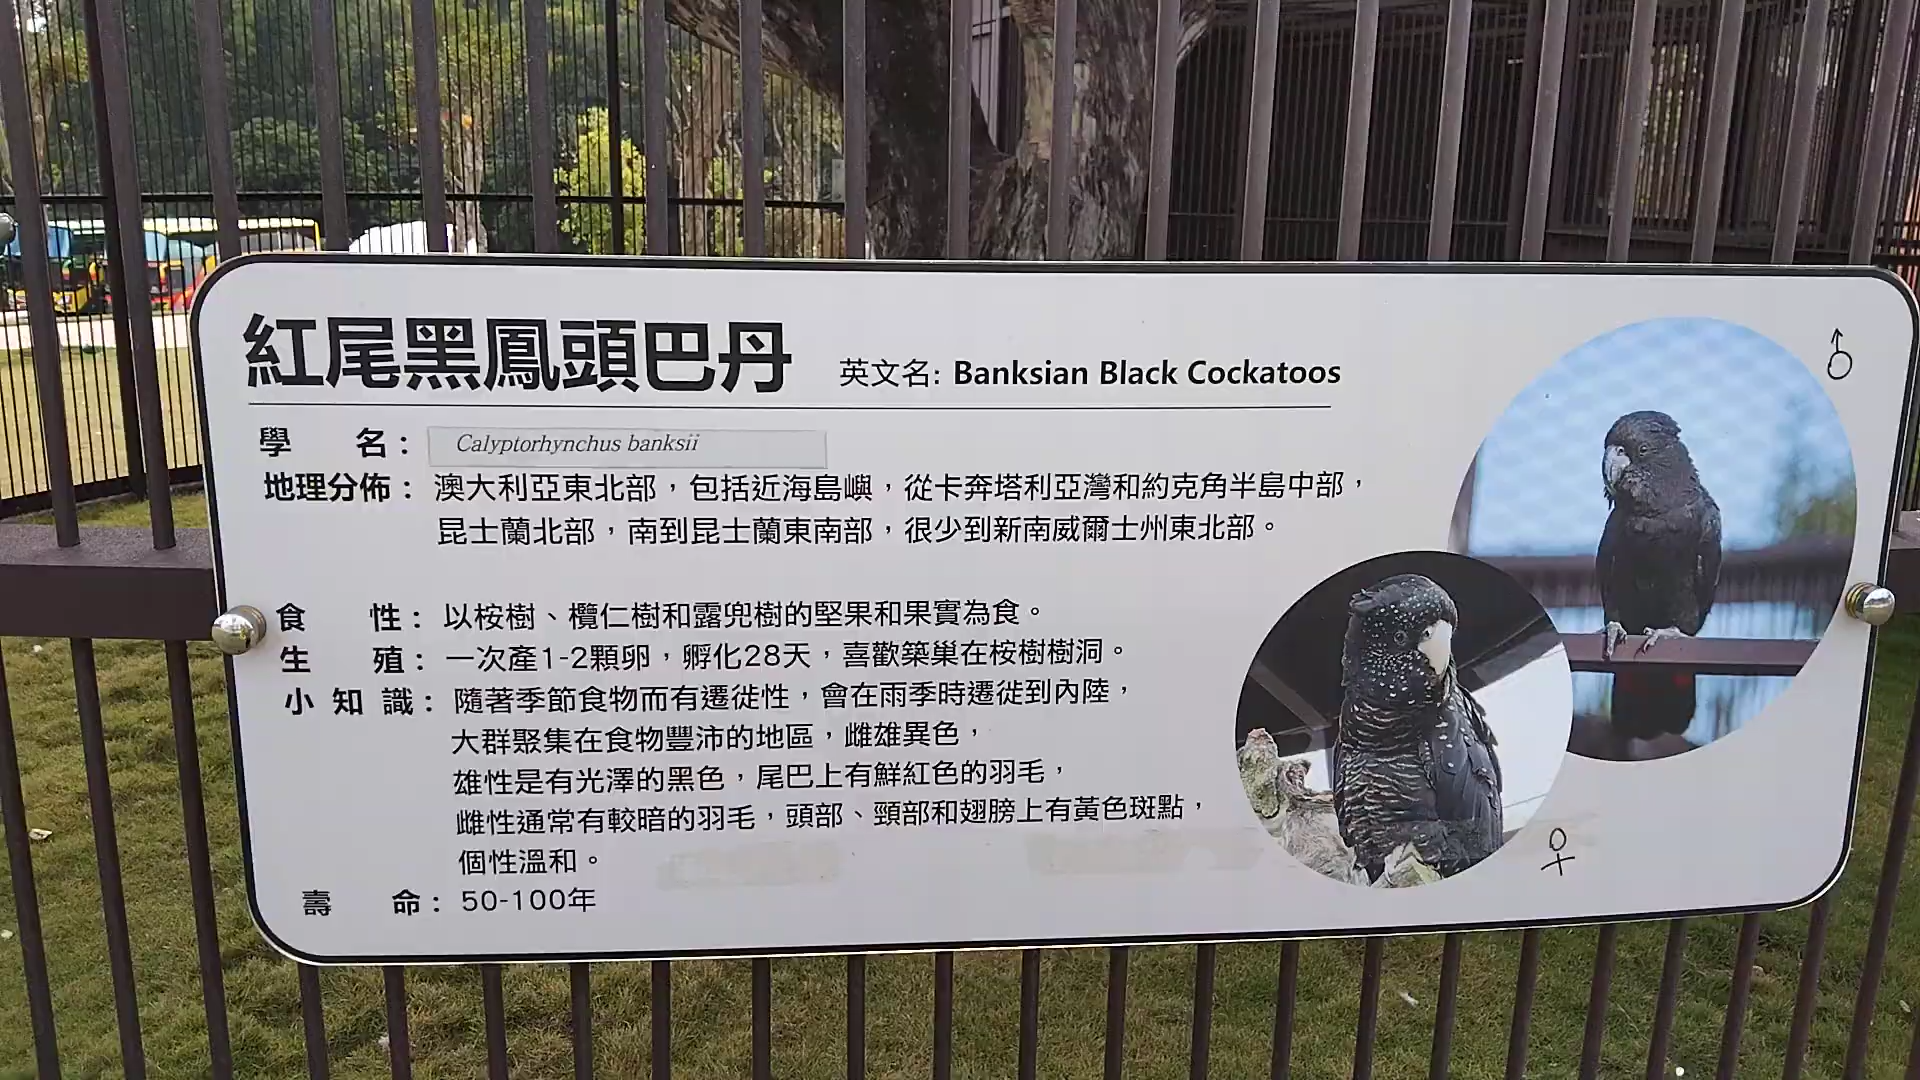 紅尾黑鳳頭巴丹 英文名: Banksian Black Cockatoos
學名: Calyptorhynchus banksii
地理分佈: 澳大利亞東北部，包括近海島嶼，從卡奔塔利亞灣和約克角半島中部，
昆士蘭北部，南到昆士蘭東南部，很少到新南威爾士州東北部。
食性: 以桉樹、欖仁樹和露兜樹的堅果和果實為食。
生殖: 一次產1-2顆卵，孵化28天，喜歡築巢在桉樹樹洞。
小知識: 隨著季節食物而有遷徙性，會在雨季時遷徙到內陸，
大群聚集在食物豐沛的地區，雌雄異色，
雄性是有光澤的黑色，尾巴上有鮮紅色的羽毛，
雌性通常有較暗的羽毛，頭部、頸部和翅膀上有黃色斑點，
個性溫和。
壽命: 50-100年
♂
♀